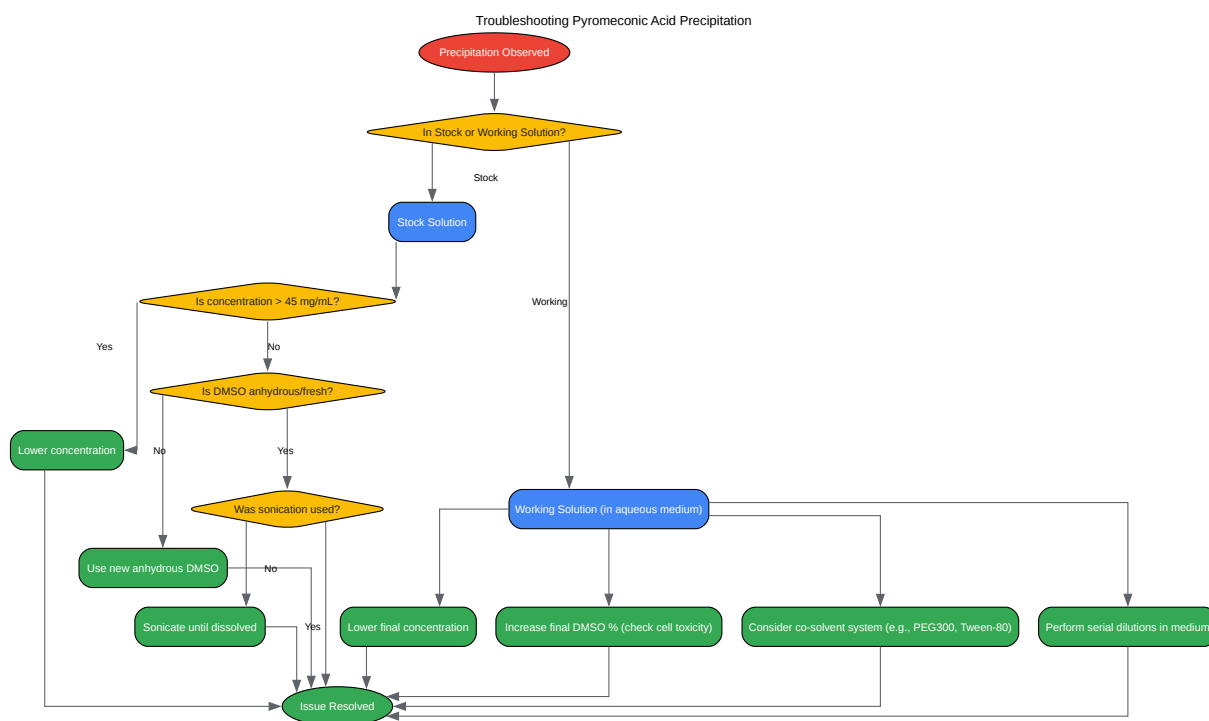 Troubleshooting Pyromeconic Acid Precipitation
Precipitation Observed
In Stock or Working Solution?
Stock
Stock Solution
Is concentration > 45 mg/mL?
Working
Yes
No
Is DMSO anhydrous/fresh?
Lower concentration
No
Yes
Was sonication used?
Working Solution (in aqueous medium)
Use new anhydrous DMSO
No
Sonicate until dissolved
Yes
Lower final concentration
Increase final DMSO % (check cell toxicity)
Consider co-solvent system (e.g., PEG300, Tween-80)
Perform serial dilutions in medium
Issue Resolved